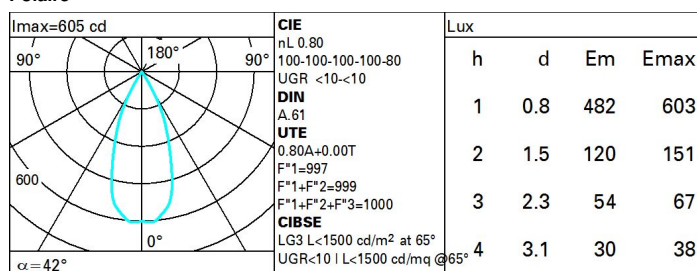 Imax=605 cd
90°
180°
90°
600
0°
α=42°
CIE
nL 0.80
100-100-100-100-80
UGR <10-<10
DIN
A.61
UTE
0.80A+0.00T
F"1=997
F"1+F"2=999
F"1+F"2+F"3=1000
CIBSE
LG3 L<1500 cd/m² at 65°
UGR<10 | L<1500 cd/mq @65°
Lux
h d Em Emax
1 0.8 482 603
2 1.5 120 151
3 2.3 54 67
4 3.1 30 38